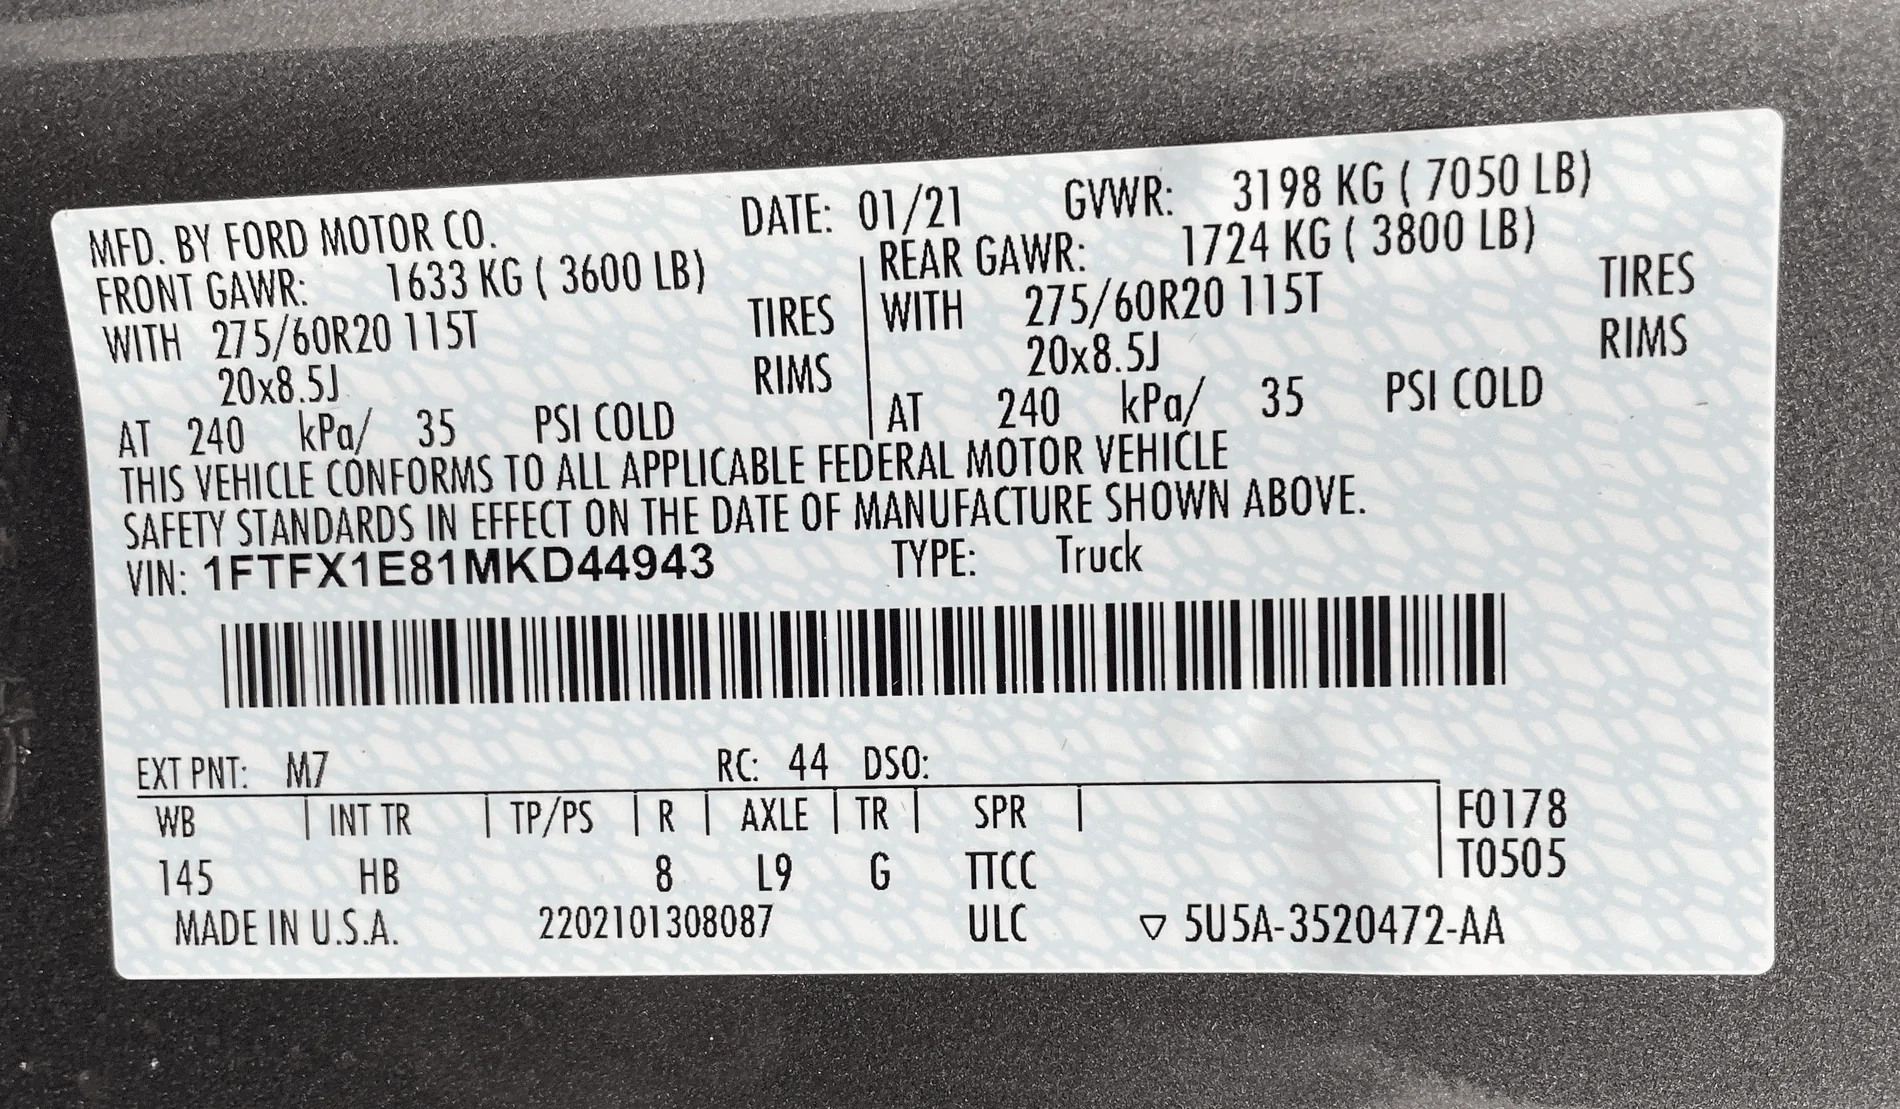 MFD. BY FORD MOTOR CO. DATE: 01/21 GVWR: 3198 KG ( 7050 LB)
FRONT GAWR: 1633 KG ( 3600 LB) REAR GAWR: 1724 KG ( 3800 LB)
WITH 275/60R20 115T TIRES WITH 275/60R20 115T TIRES
20x8.5J RIMS 20x8.5J RIMS
AT 240 kPa/ 35 PSI COLD AT 240 kPa/ 35 PSI COLD
THIS VEHICLE CONFORMS TO ALL APPLICABLE FEDERAL MOTOR VEHICLE
SAFETY STANDARDS IN EFFECT ON THE DATE OF MANUFACTURE SHOWN ABOVE.
VIN: 1FTFX1E81MKD44943 TYPE: Truck
EXT PNT: M7 RC: 44 DSO:
WB INT TR TP/PS R AXLE TR SPR F0178
145 HB 8 L9 G TTCC T0505
MADE IN U.S.A. 2202101308087 ULC ▽ 5U5A-3520472-AA